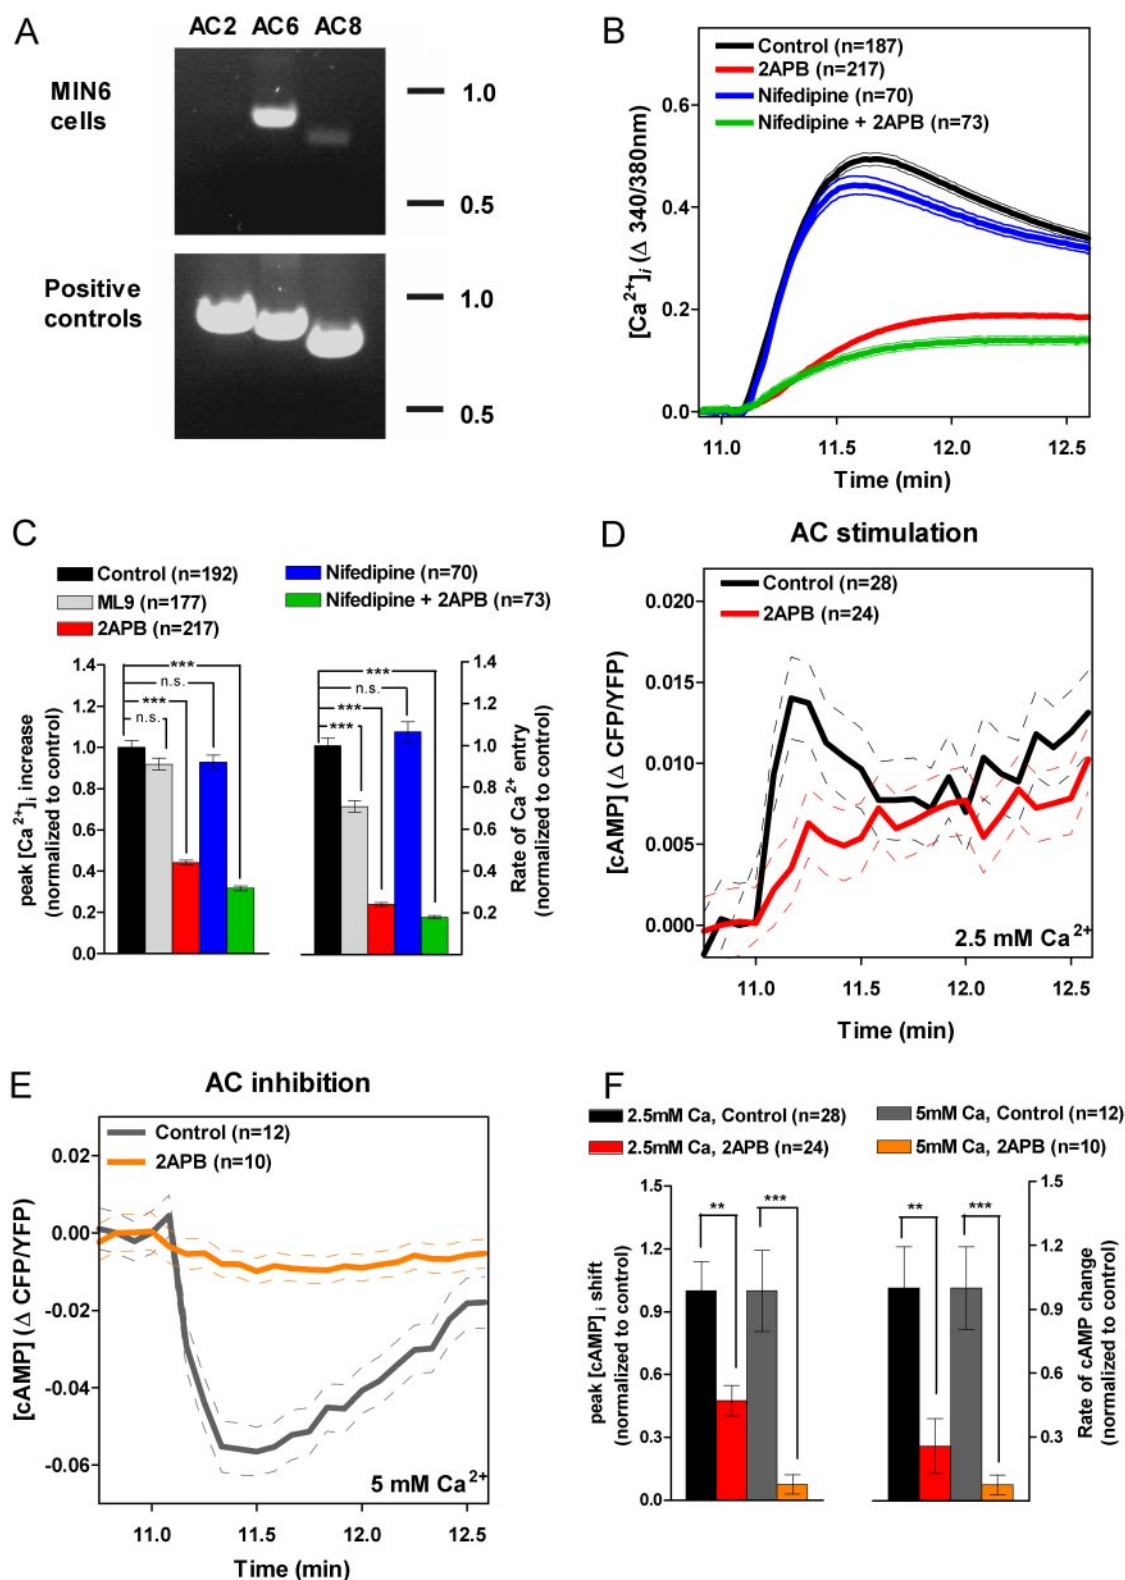 A
AC2 AC6 AC8
MIN6
cells
1.0
0.5
Positive
controls
1.0
0.5
B
Control (n=187)
2APB (n=217)
Nifedipine (n=70)
Nifedipine + 2APB (n=73)
[Ca2+]i (Δ 340/380nm)
0.6
0.4
0.2
0.0
11.0 11.5 12.0 12.5
Time (min)
C
Control (n=192)
ML9 (n=177)
2APB (n=217)
Nifedipine (n=70)
Nifedipine + 2APB (n=73)
peak [Ca2+]i increase
(normalized to control)
1.4
1.2
1.0
0.8
0.6
0.4
0.2
0.0
***
n.s.
***
n.s.
***
n.s.
***
***
1.4
1.2
1.0
0.8
0.6
0.4
0.2
Rate of Ca2+ entry
(normalized to control)
D
AC stimulation
Control (n=28)
2APB (n=24)
[cAMP] (Δ CFP/YFP)
0.020
0.015
0.010
0.005
0.000
2.5 mM Ca2+
11.0 11.5 12.0 12.5
Time (min)
E
AC inhibition
Control (n=12)
2APB (n=10)
[cAMP] (Δ CFP/YFP)
0.02
0.00
-0.02
-0.04
-0.06
5 mM Ca2+
11.0 11.5 12.0 12.5
Time (min)
F
2.5mM Ca, Control (n=28)
2.5mM Ca, 2APB (n=24)
5mM Ca, Control (n=12)
5mM Ca, 2APB (n=10)
peak [cAMP]i shift
(normalized to control)
1.5
1.2
0.9
0.6
0.3
0.0
** ***
** ***
1.5
1.2
0.9
0.6
0.3
Rate of cAMP change
(normalized to control)